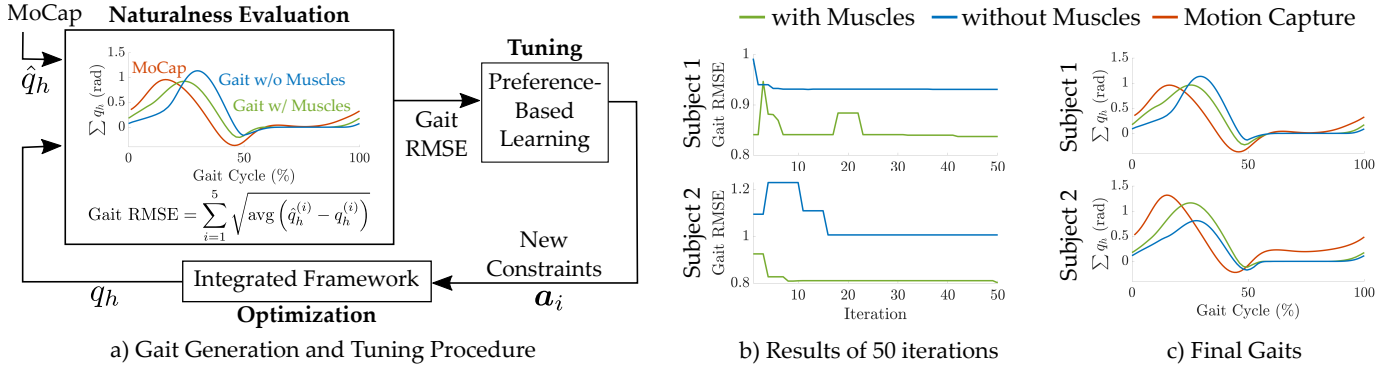 MoCap
q̂_h
Naturalness Evaluation
1.5
1
0.5
0
∑ q_h (rad)
MoCap
Gait w/o Muscles
Gait w/ Muscles
0 50 100
Gait Cycle (%)
Gait RMSE = ∑_{i=1}^{5} √avg(q̂_h^{(i)} − q_h^{(i)})
Gait
RMSE
Tuning
Preference-
Based
Learning
New
Constraints
a_i
Integrated Framework
Optimization
q_h
a) Gait Generation and Tuning Procedure
with Muscles without Muscles Motion Capture
Subject 1
Gait RMSE
1
0.9
0.8
10 20 30 40 50
Subject 2
Gait RMSE
1.2
1
0.8
10 20 30 40 50
Iteration
b) Results of 50 iterations
Subject 1
∑ q_h (rad)
1.5
1
0.5
0
0 50 100
Subject 2
∑ q_h (rad)
1.5
1
0.5
0
0 50 100
Gait Cycle (%)
c) Final Gaits